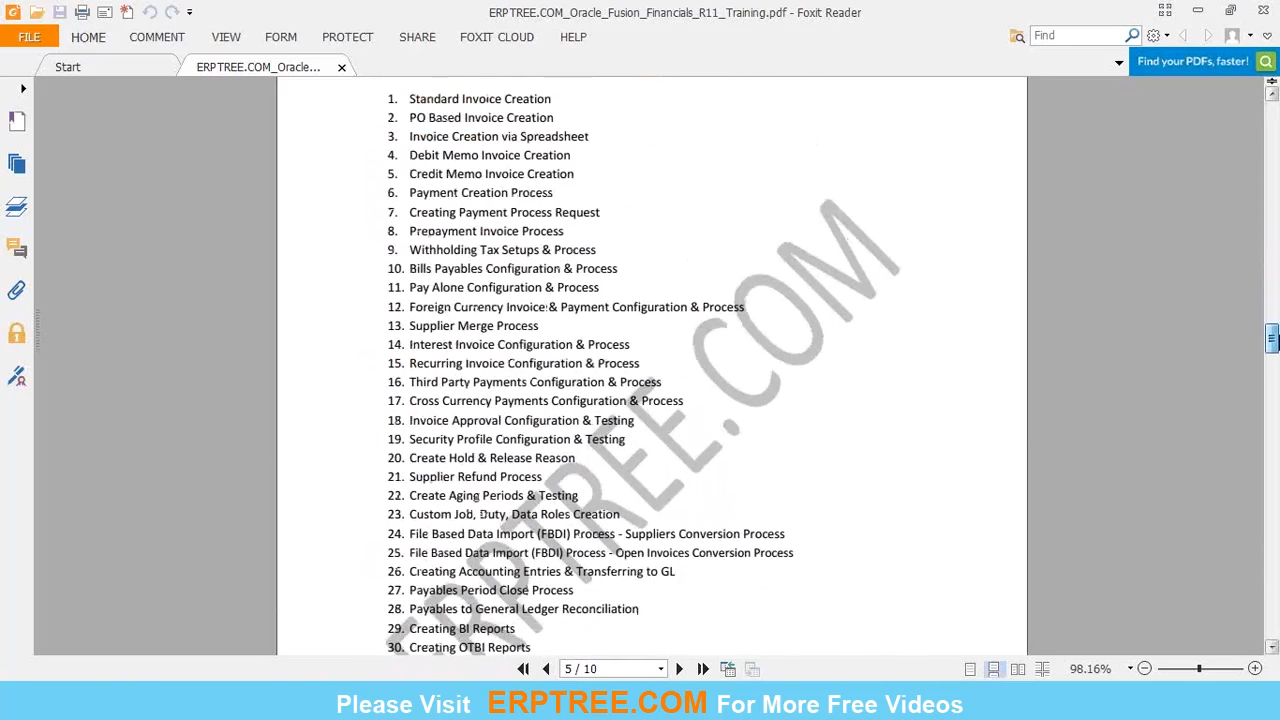 ERPTREE.COM_Oracle_Fusion_Financials_R11_Training.pdf - Foxit Reader
FILE HOME COMMENT VIEW FORM PROTECT SHARE FOXIT CLOUD HELP Find
Start ERPTREE.COM_Oracle... Find your PDFs, faster!
1. Standard Invoice Creation
2. PO Based Invoice Creation
3. Invoice Creation via Spreadsheet
4. Debit Memo Invoice Creation
5. Credit Memo Invoice Creation
6. Payment Creation Process
7. Creating Payment Process Request
8. Prepayment Invoice Process
9. Withholding Tax Setups & Process
10. Bills Payables Configuration & Process
11. Pay Alone Configuration & Process
12. Foreign Currency Invoice & Payment Configuration & Process
13. Supplier Merge Process
14. Interest Invoice Configuration & Process
15. Recurring Invoice Configuration & Process
16. Third Party Payments Configuration & Process
17. Cross Currency Payments Configuration & Process
18. Invoice Approval Configuration & Testing
19. Security Profile Configuration & Testing
20. Create Hold & Release Reason
21. Supplier Refund Process
22. Create Aging Periods & Testing
23. Custom Job, Duty, Data Roles Creation
24. File Based Data Import (FBDI) Process - Suppliers Conversion Process
25. File Based Data Import (FBDI) Process - Open Invoices Conversion Process
26. Creating Accounting Entries & Transferring to GL
27. Payables Period Close Process
28. Payables to General Ledger Reconciliation
29. Creating BI Reports
30. Creating OTBI Reports
ERPTREE.COM
5 / 10 98.16%
Please Visit ERPTREE.COM For More Free Videos